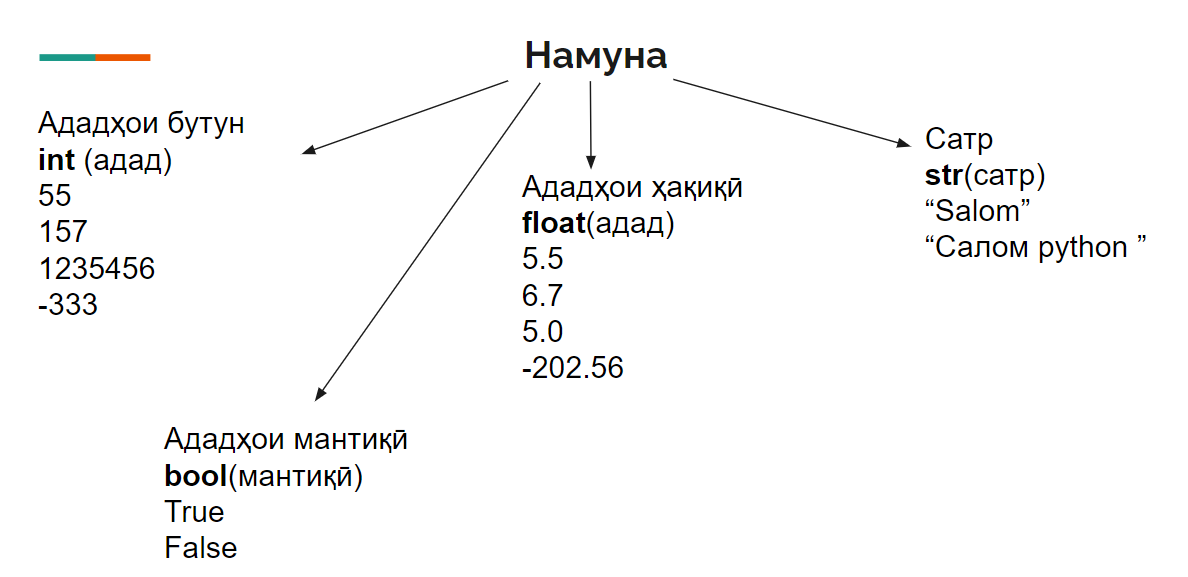 Намуна
Ададҳои бутун
int (адад)
55
157
1235456
-333
Ададҳои мантиқӣ
bool(мантиқӣ)
True
False
Ададҳои ҳақиқӣ
float(адад)
5.5
6.7
5.0
-202.56
Сатр
str(сатр)
“Salom”
“Салом python ”